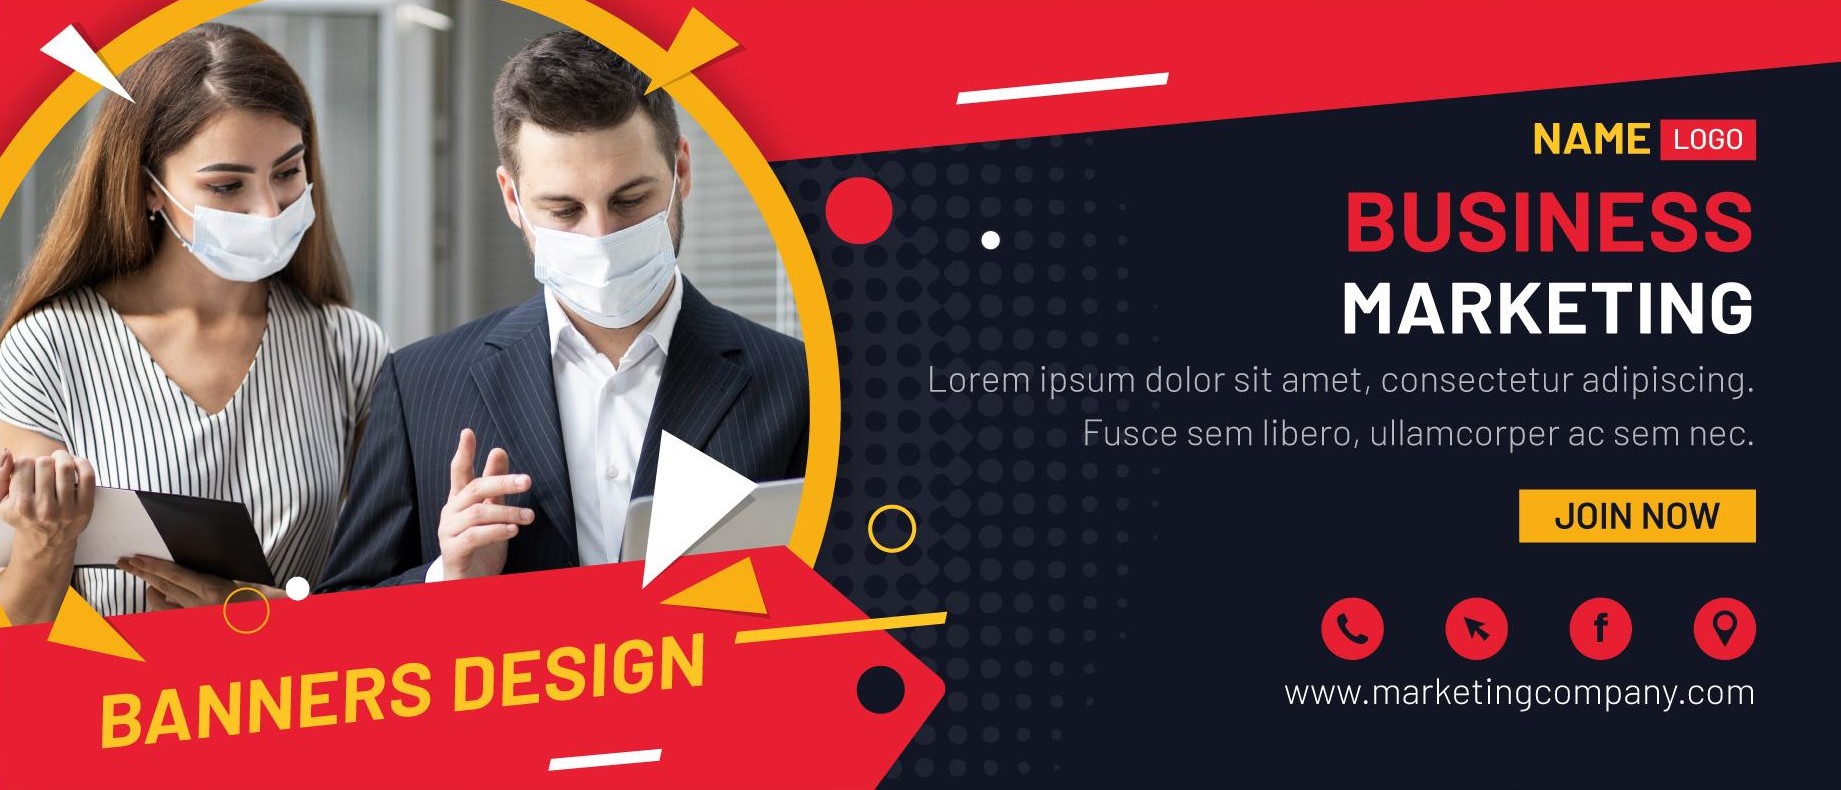 NAME LOGO
BUSINESS
MARKETING
Lorem ipsum dolor sit amet, consectetur adipiscing.
Fusce sem libero, ullamcorper ac sem nec.
JOIN NOW
f
www.marketingcompany.com
BANNERS DESIGN